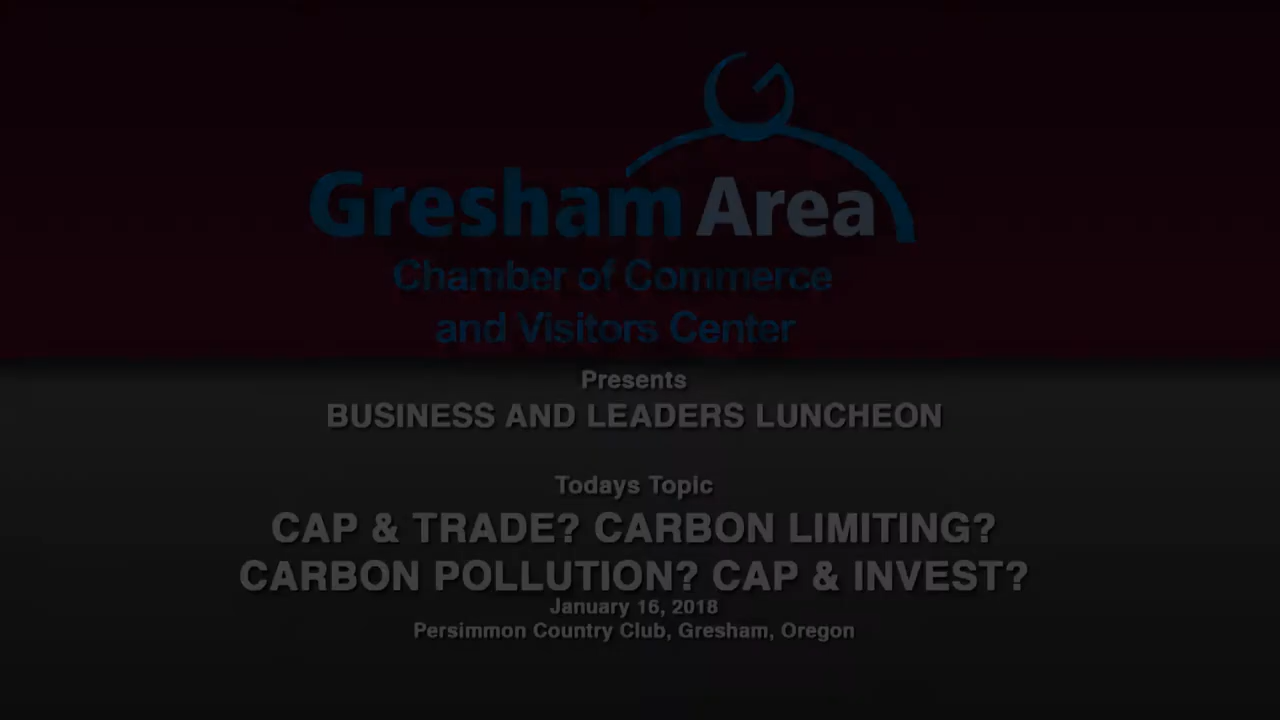 Gresham Area
Chamber of Commerce
and Visitors Center
Presents
BUSINESS AND LEADERS LUNCHEON
Todays Topic
CAP & TRADE? CARBON LIMITING?
CARBON POLLUTION? CAP & INVEST?
January 16, 2018
Persimmon Country Club, Gresham, Oregon